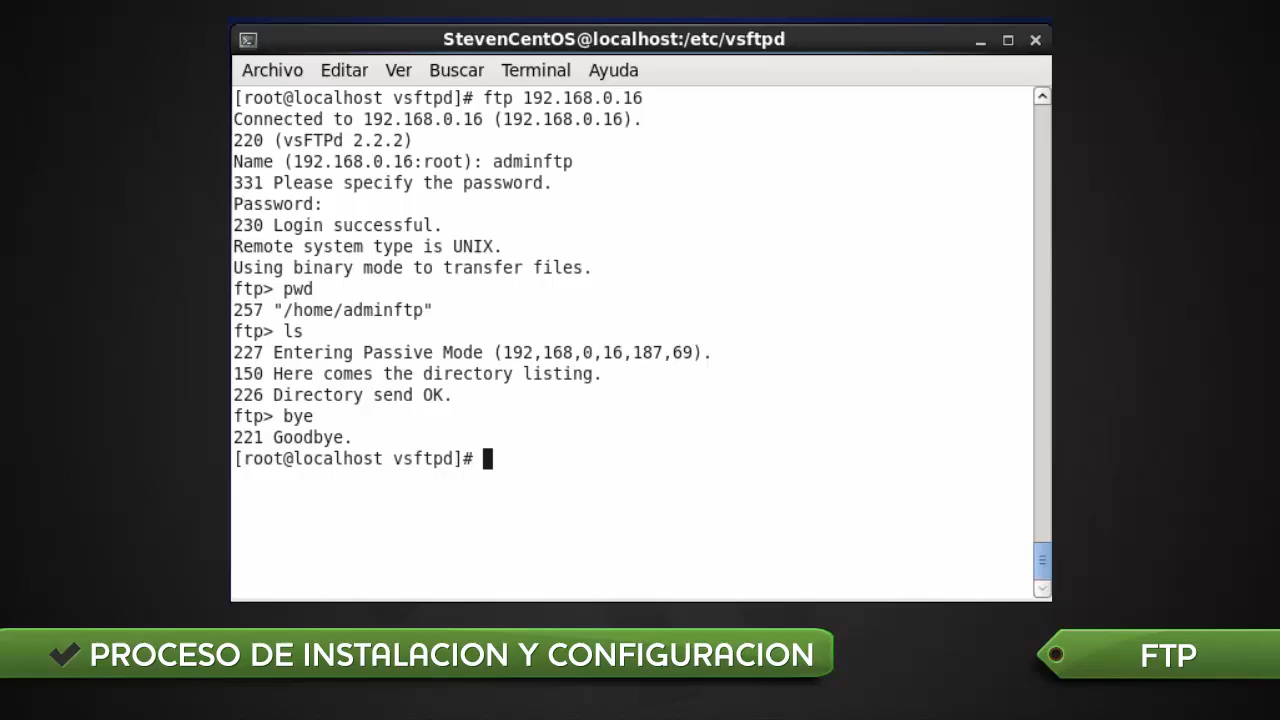 StevenCentOS@localhost:/etc/vsftpd
Archivo Editar Ver Buscar Terminal Ayuda
[root@localhost vsftpd]# ftp 192.168.0.16
Connected to 192.168.0.16 (192.168.0.16).
220 (vsFTPd 2.2.2)
Name (192.168.0.16:root): adminftp
331 Please specify the password.
Password:
230 Login successful.
Remote system type is UNIX.
Using binary mode to transfer files.
ftp> pwd
257 "/home/adminftp"
ftp> ls
227 Entering Passive Mode (192,168,0,16,187,69).
150 Here comes the directory listing.
226 Directory send OK.
ftp> bye
221 Goodbye.
[root@localhost vsftpd]#
PROCESO DE INSTALACION Y CONFIGURACION
FTP